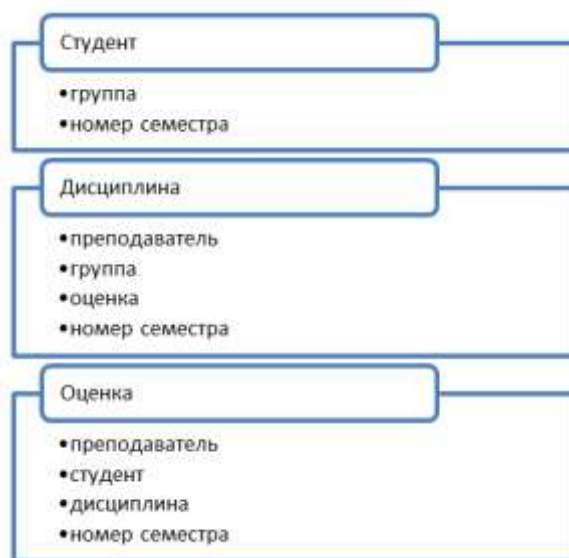 Студент
•группа
•номер семестра
Дисциплина
•преподаватель
•группа
•оценка
•номер семестра
Оценка
•преподаватель
•студент
•дисциплина
•номер семестра